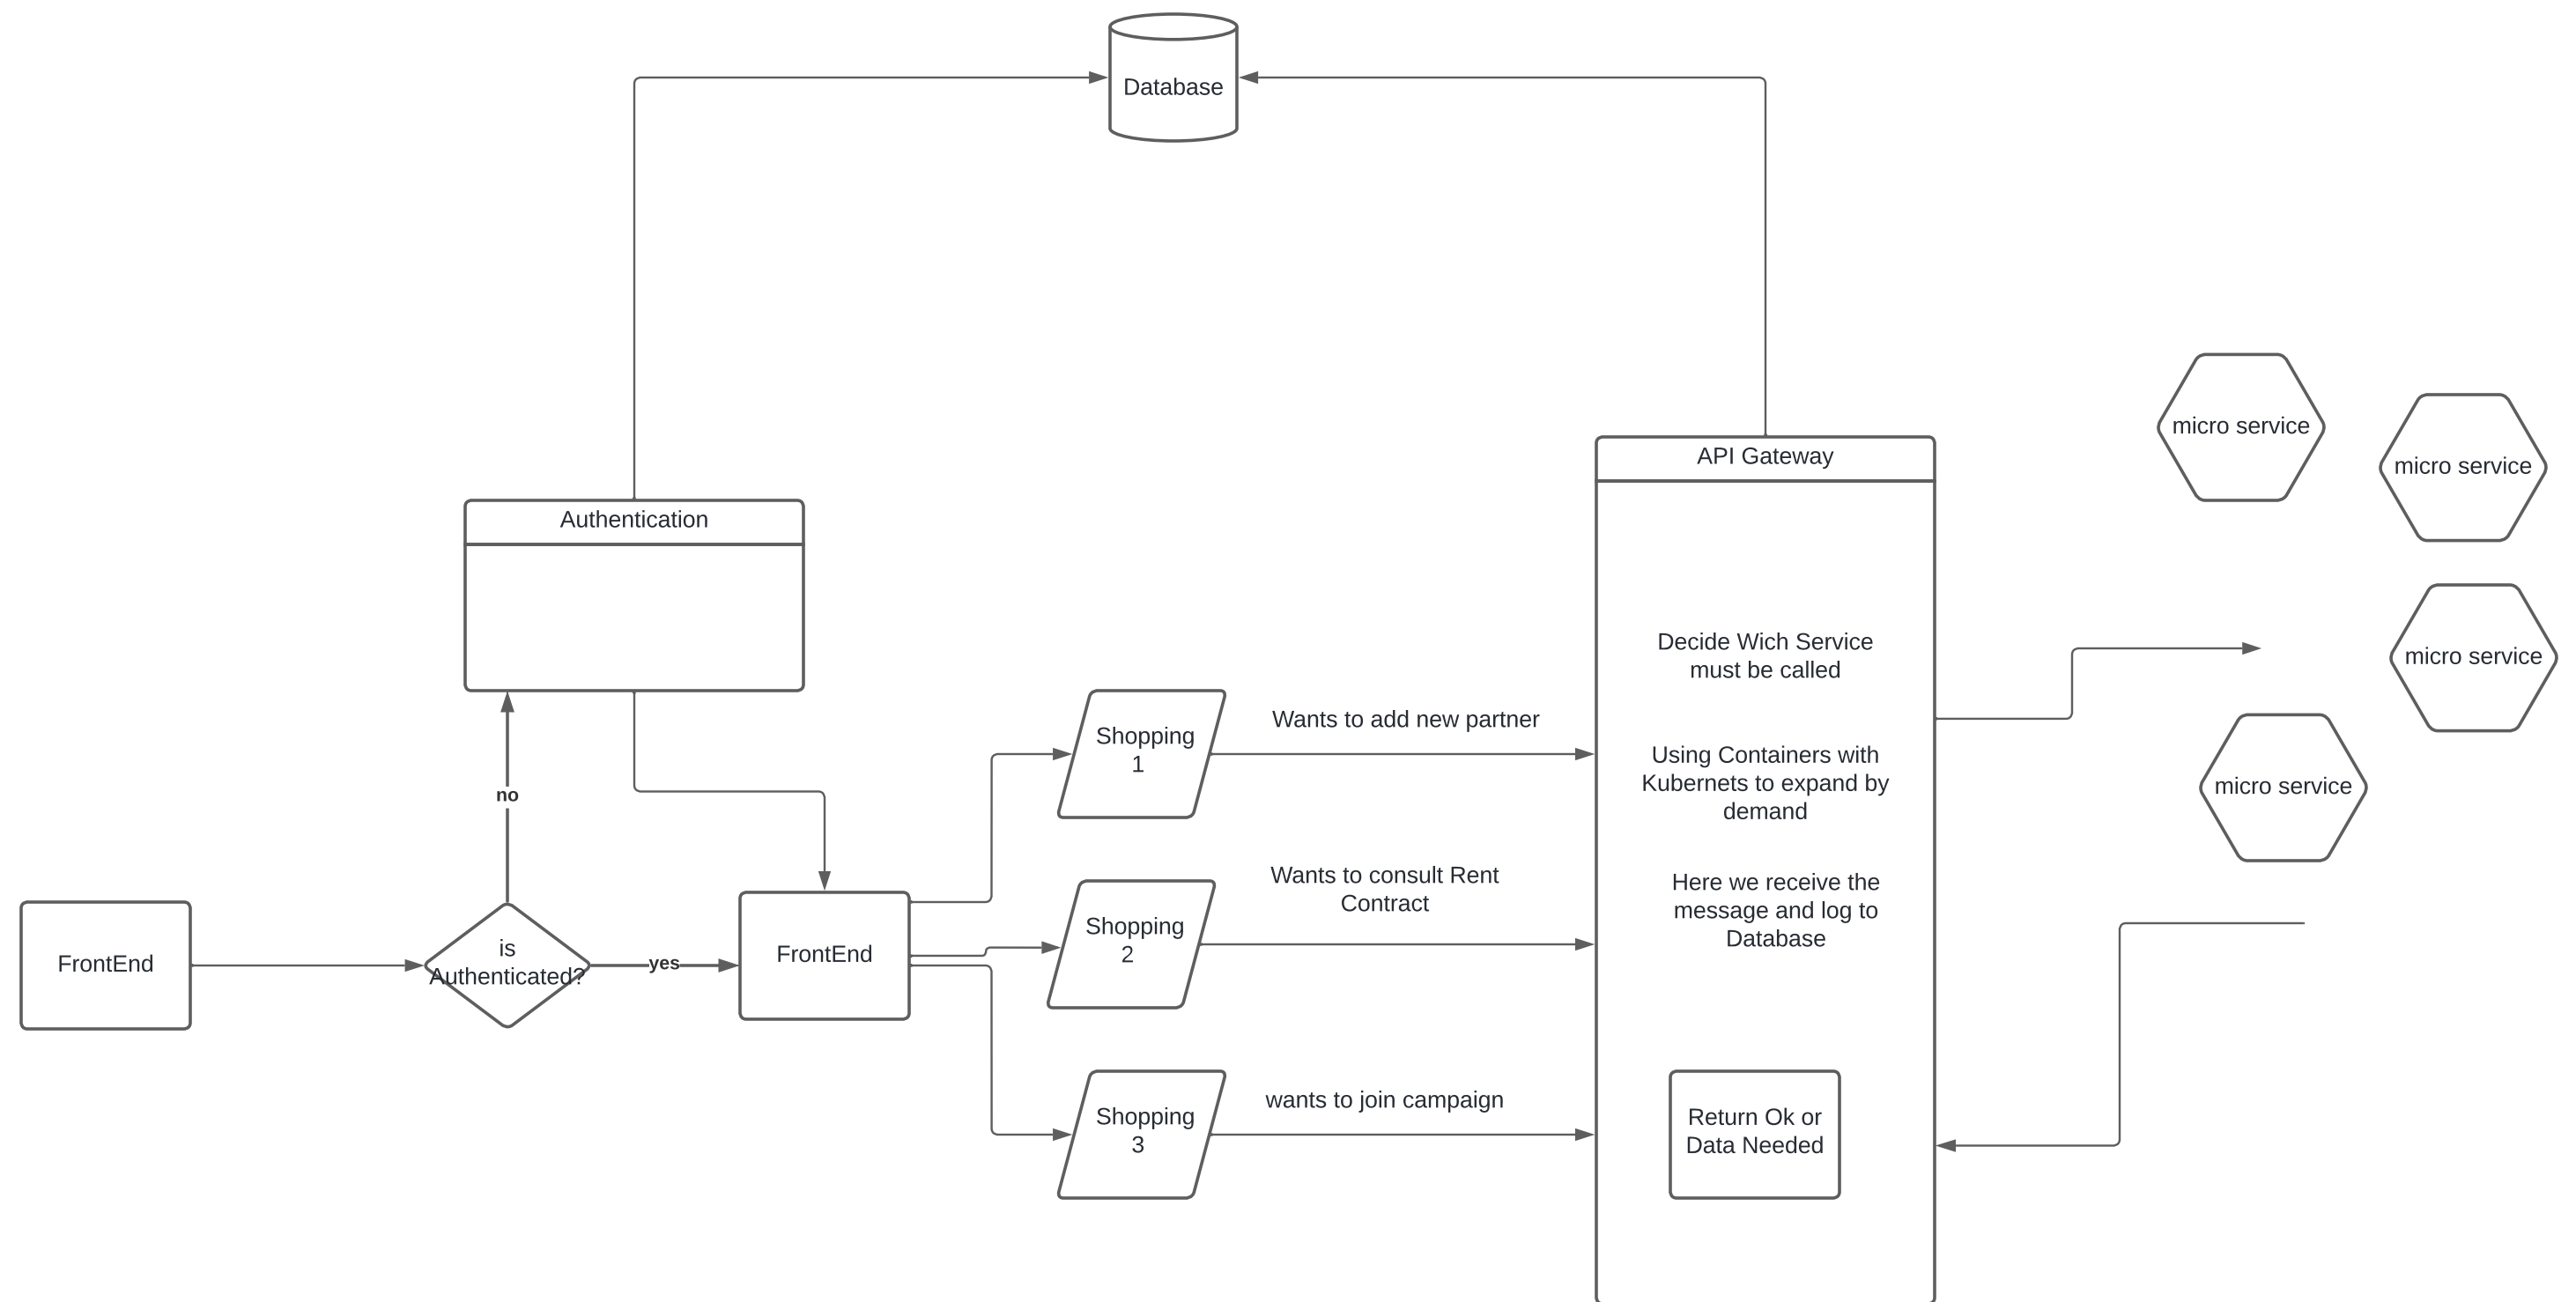 Database
micro service
API Gateway
micro service
Authentication
Decide Wich Service
must be called
micro service
Wants to add new partner
Shopping
1
Using Containers with
Kubernets to expand by
demand
micro service
no
Wants to consult Rent
Contract
Here we receive the
message and log to
Database
Shopping
2
FrontEnd
is
Authenticated?
yes
FrontEnd
wants to join campaign
Shopping
3
Return Ok or
Data Needed